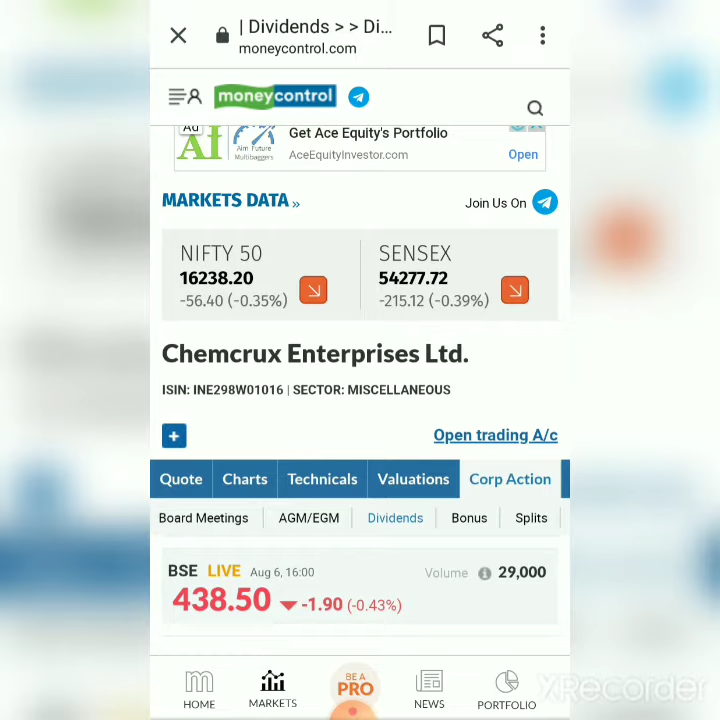 | Dividends > > Di...
moneycontrol.com
moneycontrol
Ad
AI
Aim Future
Multibaggers
Get Ace Equity's Portfolio
AceEquityInvestor.com
Open
MARKETS DATA »
Join Us On
NIFTY 50
16238.20
-56.40 (-0.35%)
SENSEX
54277.72
-215.12 (-0.39%)
Chemcrux Enterprises Ltd.
ISIN: INE298W01016 | SECTOR: MISCELLANEOUS
+
Open trading A/c
Quote Charts Technicals Valuations Corp Action
Board Meetings AGM/EGM Dividends Bonus Splits
BSE LIVE Aug 6, 16:00
Volume i 29,000
438.50 -1.90 (-0.43%)
HOME
MARKETS
BE A
PRO
NEWS
PORTFOLIO
XRecorder